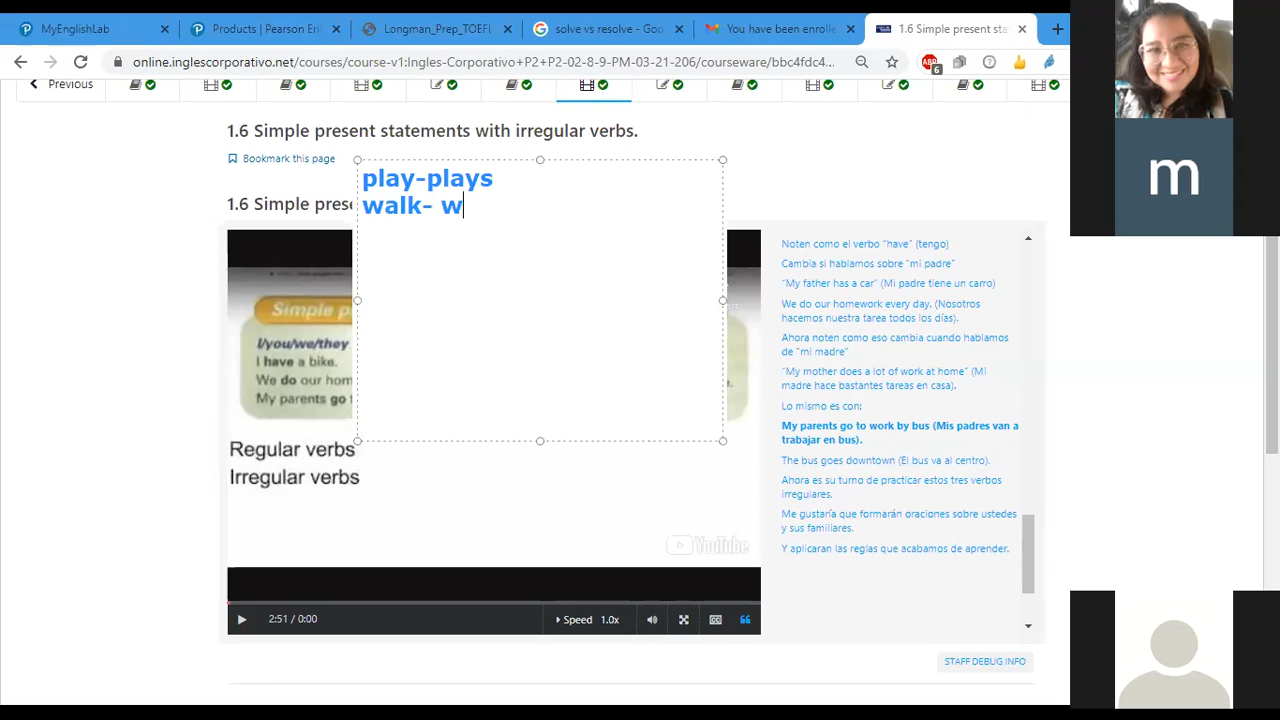 MyEnglishLab
Products | Pearson En
Longman_Prep_TOEFL
solve vs resolve - Goo
You have been enrolle
1.6 Simple present sta
online.inglescorporativo.net/courses/course-v1:Ingles-Corporativo+P2+P2-02-8-9-PM-03-21-206/courseware/bbc4fdc4...
6
Previous
1.6 Simple present statements with irregular verbs.
Bookmark this page
1.6 Simple prese
play-plays
walk- w
Simple p
I/you/we/they
I have a bike.
We do our hom
My parents go t
Regular verbs
Irregular verbs
YouTube
2:51 / 0:00
Speed 1.0x
Noten como el verbo "have" (tengo)
Cambia si hablamos sobre "mi padre"
"My father has a car" (Mi padre tiene un carro)
We do our homework every day. (Nosotros
hacemos nuestra tarea todos los días).
Ahora noten como eso cambia cuando hablamos
de "mi madre"
"My mother does a lot of work at home" (Mi
madre hace bastantes tareas en casa).
Lo mismo es con:
My parents go to work by bus (Mis padres van a
trabajar en bus).
The bus goes downtown (El bus va al centro).
Ahora es su turno de practicar estos tres verbos
irregulares.
Me gustaría que formarán oraciones sobre ustedes
y sus familiares.
Y aplicaran las reglas que acabamos de aprender.
STAFF DEBUG INFO
m